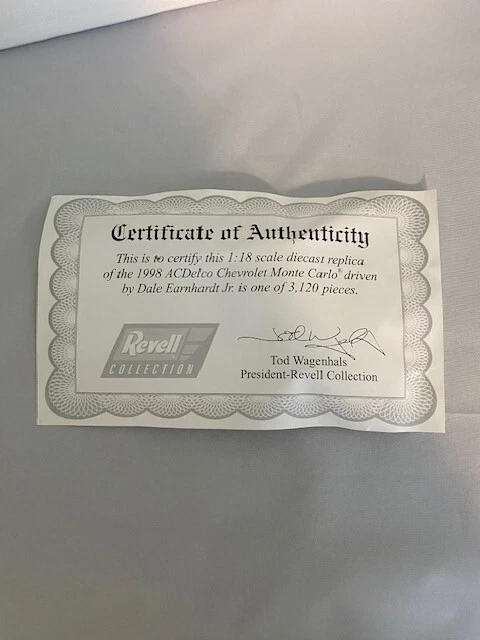 Certificate of Authenticity
This is to certify this 1:18 scale diecast replica
of the 1998 ACDelco Chevrolet Monte Carlo® driven
by Dale Earnhardt Jr. is one of 3,120 pieces.
Revell
COLLECTION
Tod Wagenhals
President-Revell Collection